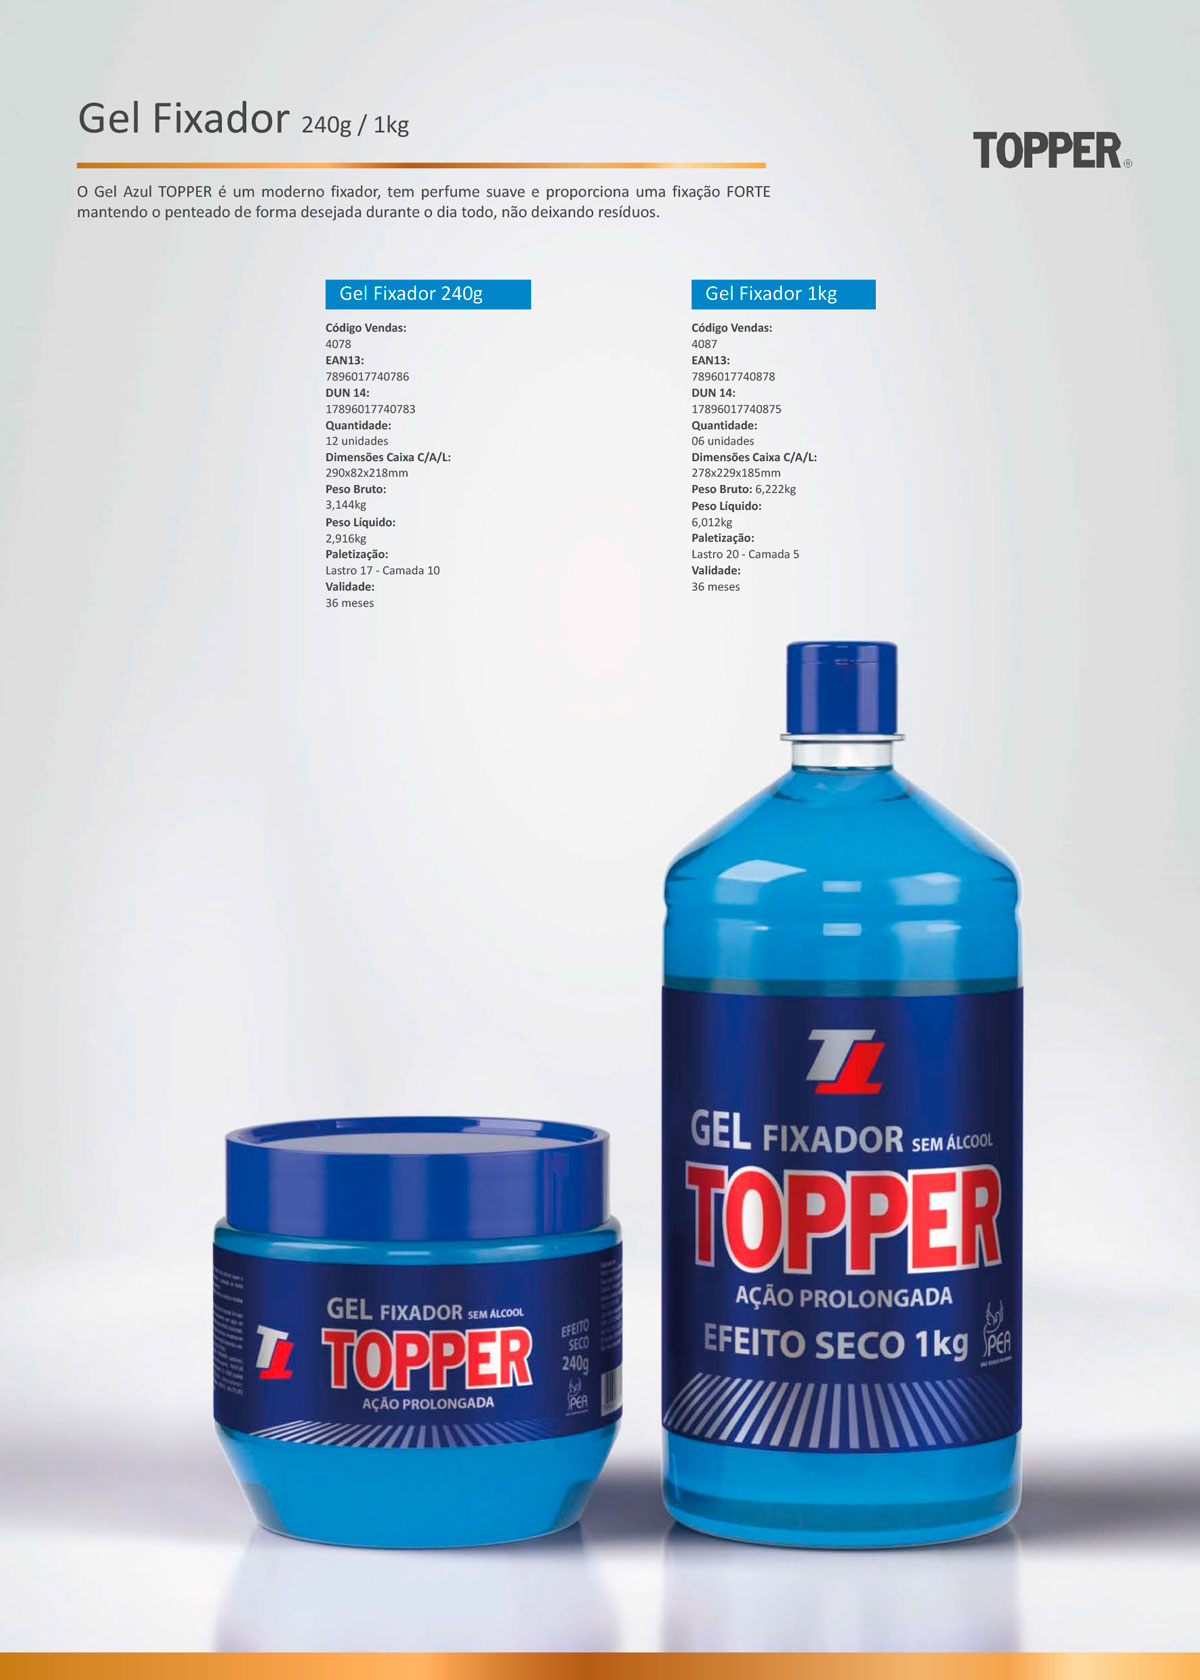 Gel Fixador 240g / 1kg
TOPPER®
O Gel Azul TOPPER é um moderno fixador, tem perfume suave e proporciona uma fixação FORTE
mantendo o penteado de forma desejada durante o dia todo, não deixando resíduos.
Gel Fixador 240g
Código Vendas:
4078
EAN13:
7896017740786
DUN 14:
17896017740783
Quantidade:
12 unidades
Dimensões Caixa C/A/L:
290x82x218mm
Peso Bruto:
3,144kg
Peso Líquido:
2,916kg
Paletização:
Lastro 17 - Camada 10
Validade:
36 meses
Gel Fixador 1kg
Código Vendas:
4087
EAN13:
7896017740878
DUN 14:
17896017740875
Quantidade:
06 unidades
Dimensões Caixa C/A/L:
278x229x185mm
Peso Bruto: 6,222kg
Peso Líquido:
6,012kg
Paletização:
Lastro 20 - Camada 5
Validade:
36 meses
GEL FIXADOR SEM ÁLCOOL
TOPPER
AÇÃO PROLONGADA
EFEITO
SECO
240g
PEA
GEL FIXADOR SEM ÁLCOOL
TOPPER
AÇÃO PROLONGADA
EFEITO SECO 1kg
PEA